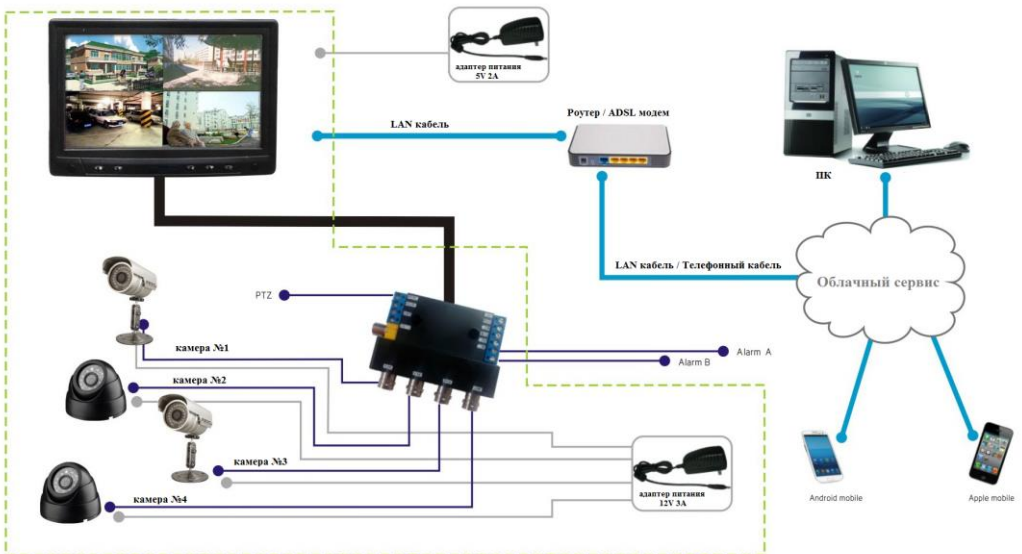 адаптер питания
5V 2A
Роутер / ADSL модем
LAN кабель
ПК
LAN кабель / Телефонный кабель
Облачный сервис
PTZ
камера №1
Alarm A
Alarm B
камера №2
камера №3
адаптер питания
12V 3A
камера №4
Android mobile
Apple mobile